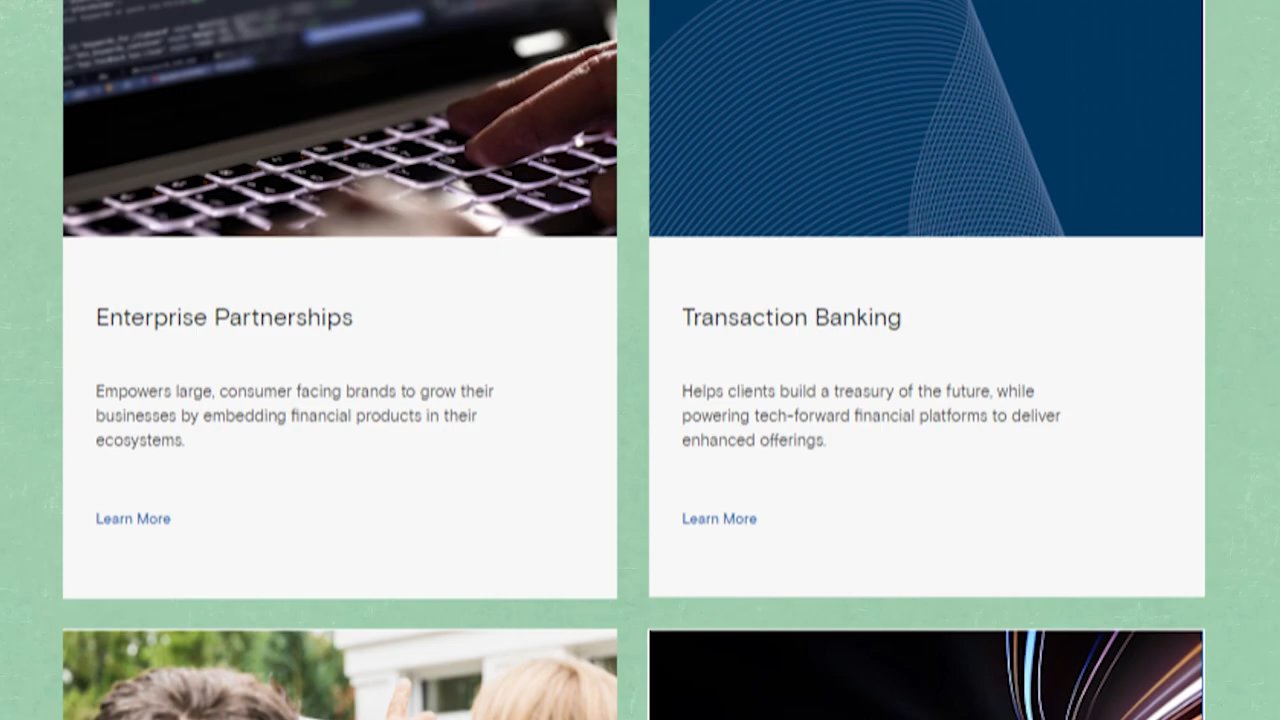 Enterprise Partnerships
Empowers large, consumer facing brands to grow their
businesses by embedding financial products in their
ecosystems.
Learn More
Transaction Banking
Helps clients build a treasury of the future, while
powering tech-forward financial platforms to deliver
enhanced offerings.
Learn More